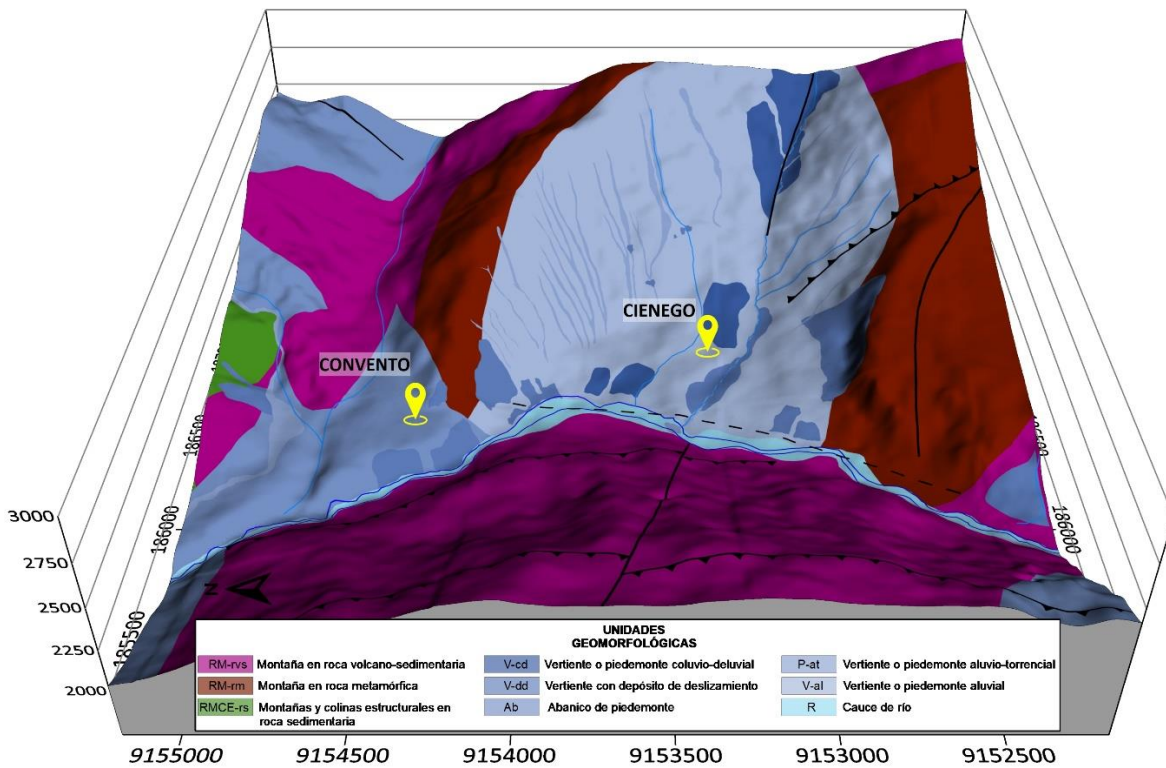 CIENEGO
CONVENTO
186500
186500
3000
2750
2500
2250
2000
186000
186000
185500
N
UNIDADES
GEOMORFOLÓGICAS
RM-rvs Montaña en roca volcano-sedimentaria
RM-rm Montaña en roca metamórfica
RMCE-rs Montañas y colinas estructurales en
roca sedimentaria
V-cd Vertiente o piedemonte coluvio-deluvial
V-dd Vertiente con depósito de deslizamiento
Ab Abanico de piedemonte
P-at Vertiente o piedemonte aluvio-torrencial
V-al Vertiente o piedemonte aluvial
R Cauce de río
9155000 9154500 9154000 9153500 9153000 9152500